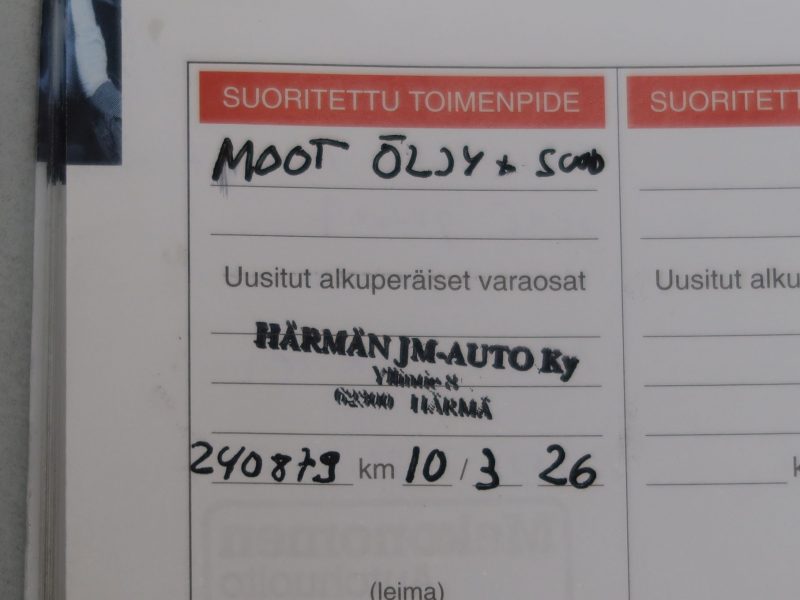 SUORITETTU TOIMENPIDE
SUORITETT
MOOT ÖLJY +
Uusitut alkuperäiset varaosat
Uusitut alku
HÄRMÄN JM-AUTO Ky
HÄRMÄ
240879 km 10 / 3 26
k
(leima)